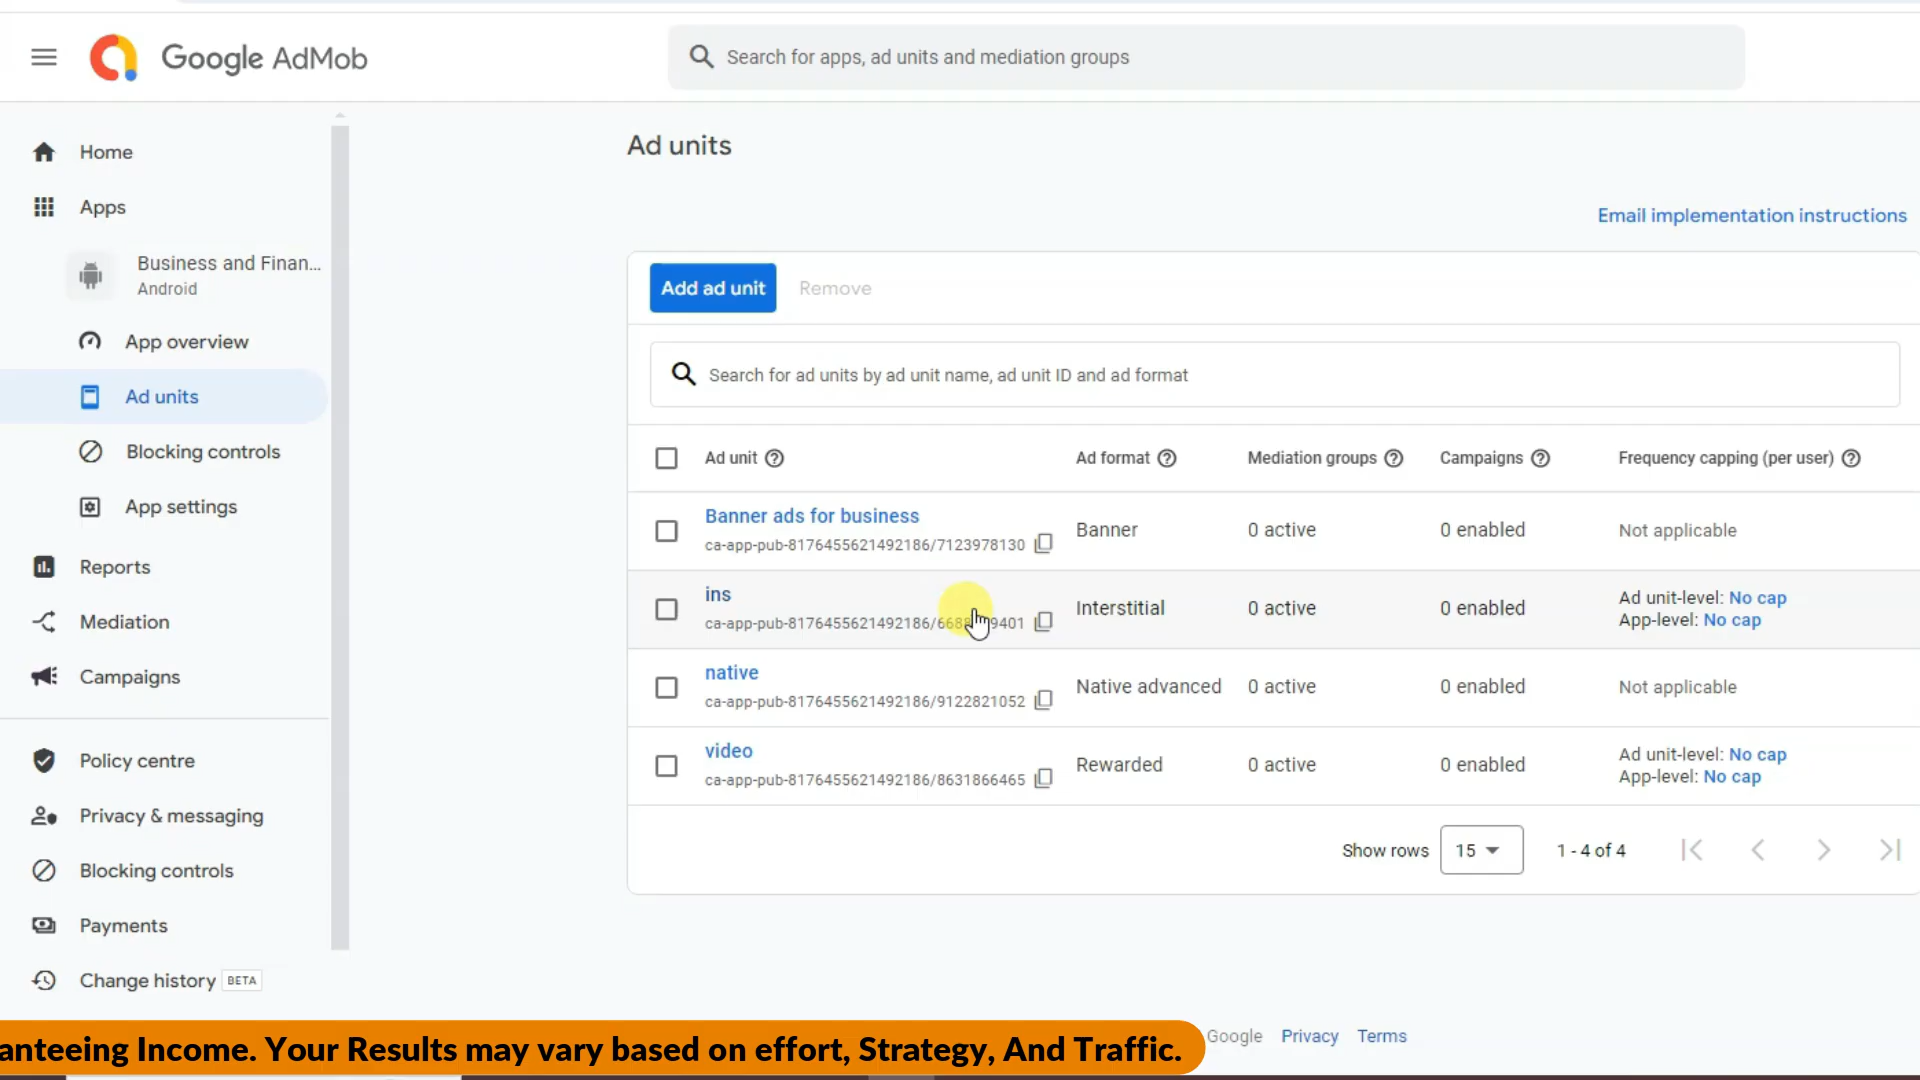 Google AdMob
Search for apps, ad units and mediation groups
Home
Apps
Business and Finan...
Android
App overview
Ad units
Blocking controls
App settings
Reports
Mediation
Campaigns
Policy centre
Privacy & messaging
Blocking controls
Payments
Change history BETA
Ad units
Email implementation instructions
Add ad unit Remove
Search for ad units by ad unit name, ad unit ID and ad format
Ad unit Ad format Mediation groups Campaigns Frequency capping (per user)
Banner ads for business
ca-app-pub-8176455621492186/7123978130
Banner 0 active 0 enabled Not applicable
ins
Interstitial 0 active 0 enabled
Ad unit-level: No cap
App-level: No cap
native
ca-app-pub-8176455621492186/9122821052
Native advanced 0 active 0 enabled Not applicable
video
ca-app-pub-8176455621492186/8631866465
Rewarded 0 active 0 enabled
Ad unit-level: No cap
App-level: No cap
Show rows 15 1 - 4 of 4
Google Privacy Terms
anteeing Income. Your Results may vary based on effort, Strategy, And Traffic.